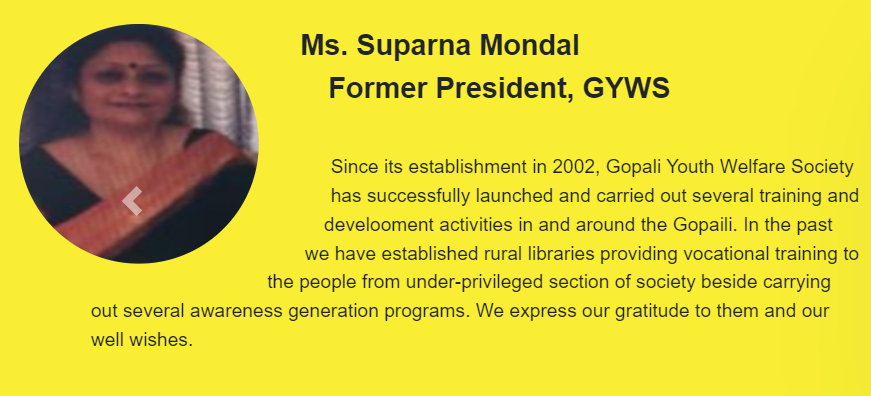 Ms. Suparna Mondal
Former President, GYWS
Since its establishment in 2002, Gopali Youth Welfare Society
has successfully launched and carried out several training and
develooment activities in and around the Gopaili. In the past
we have established rural libraries providing vocational training to
the people from under-privileged section of society beside carrying
out several awareness generation programs. We express our gratitude to them and our
well wishes.